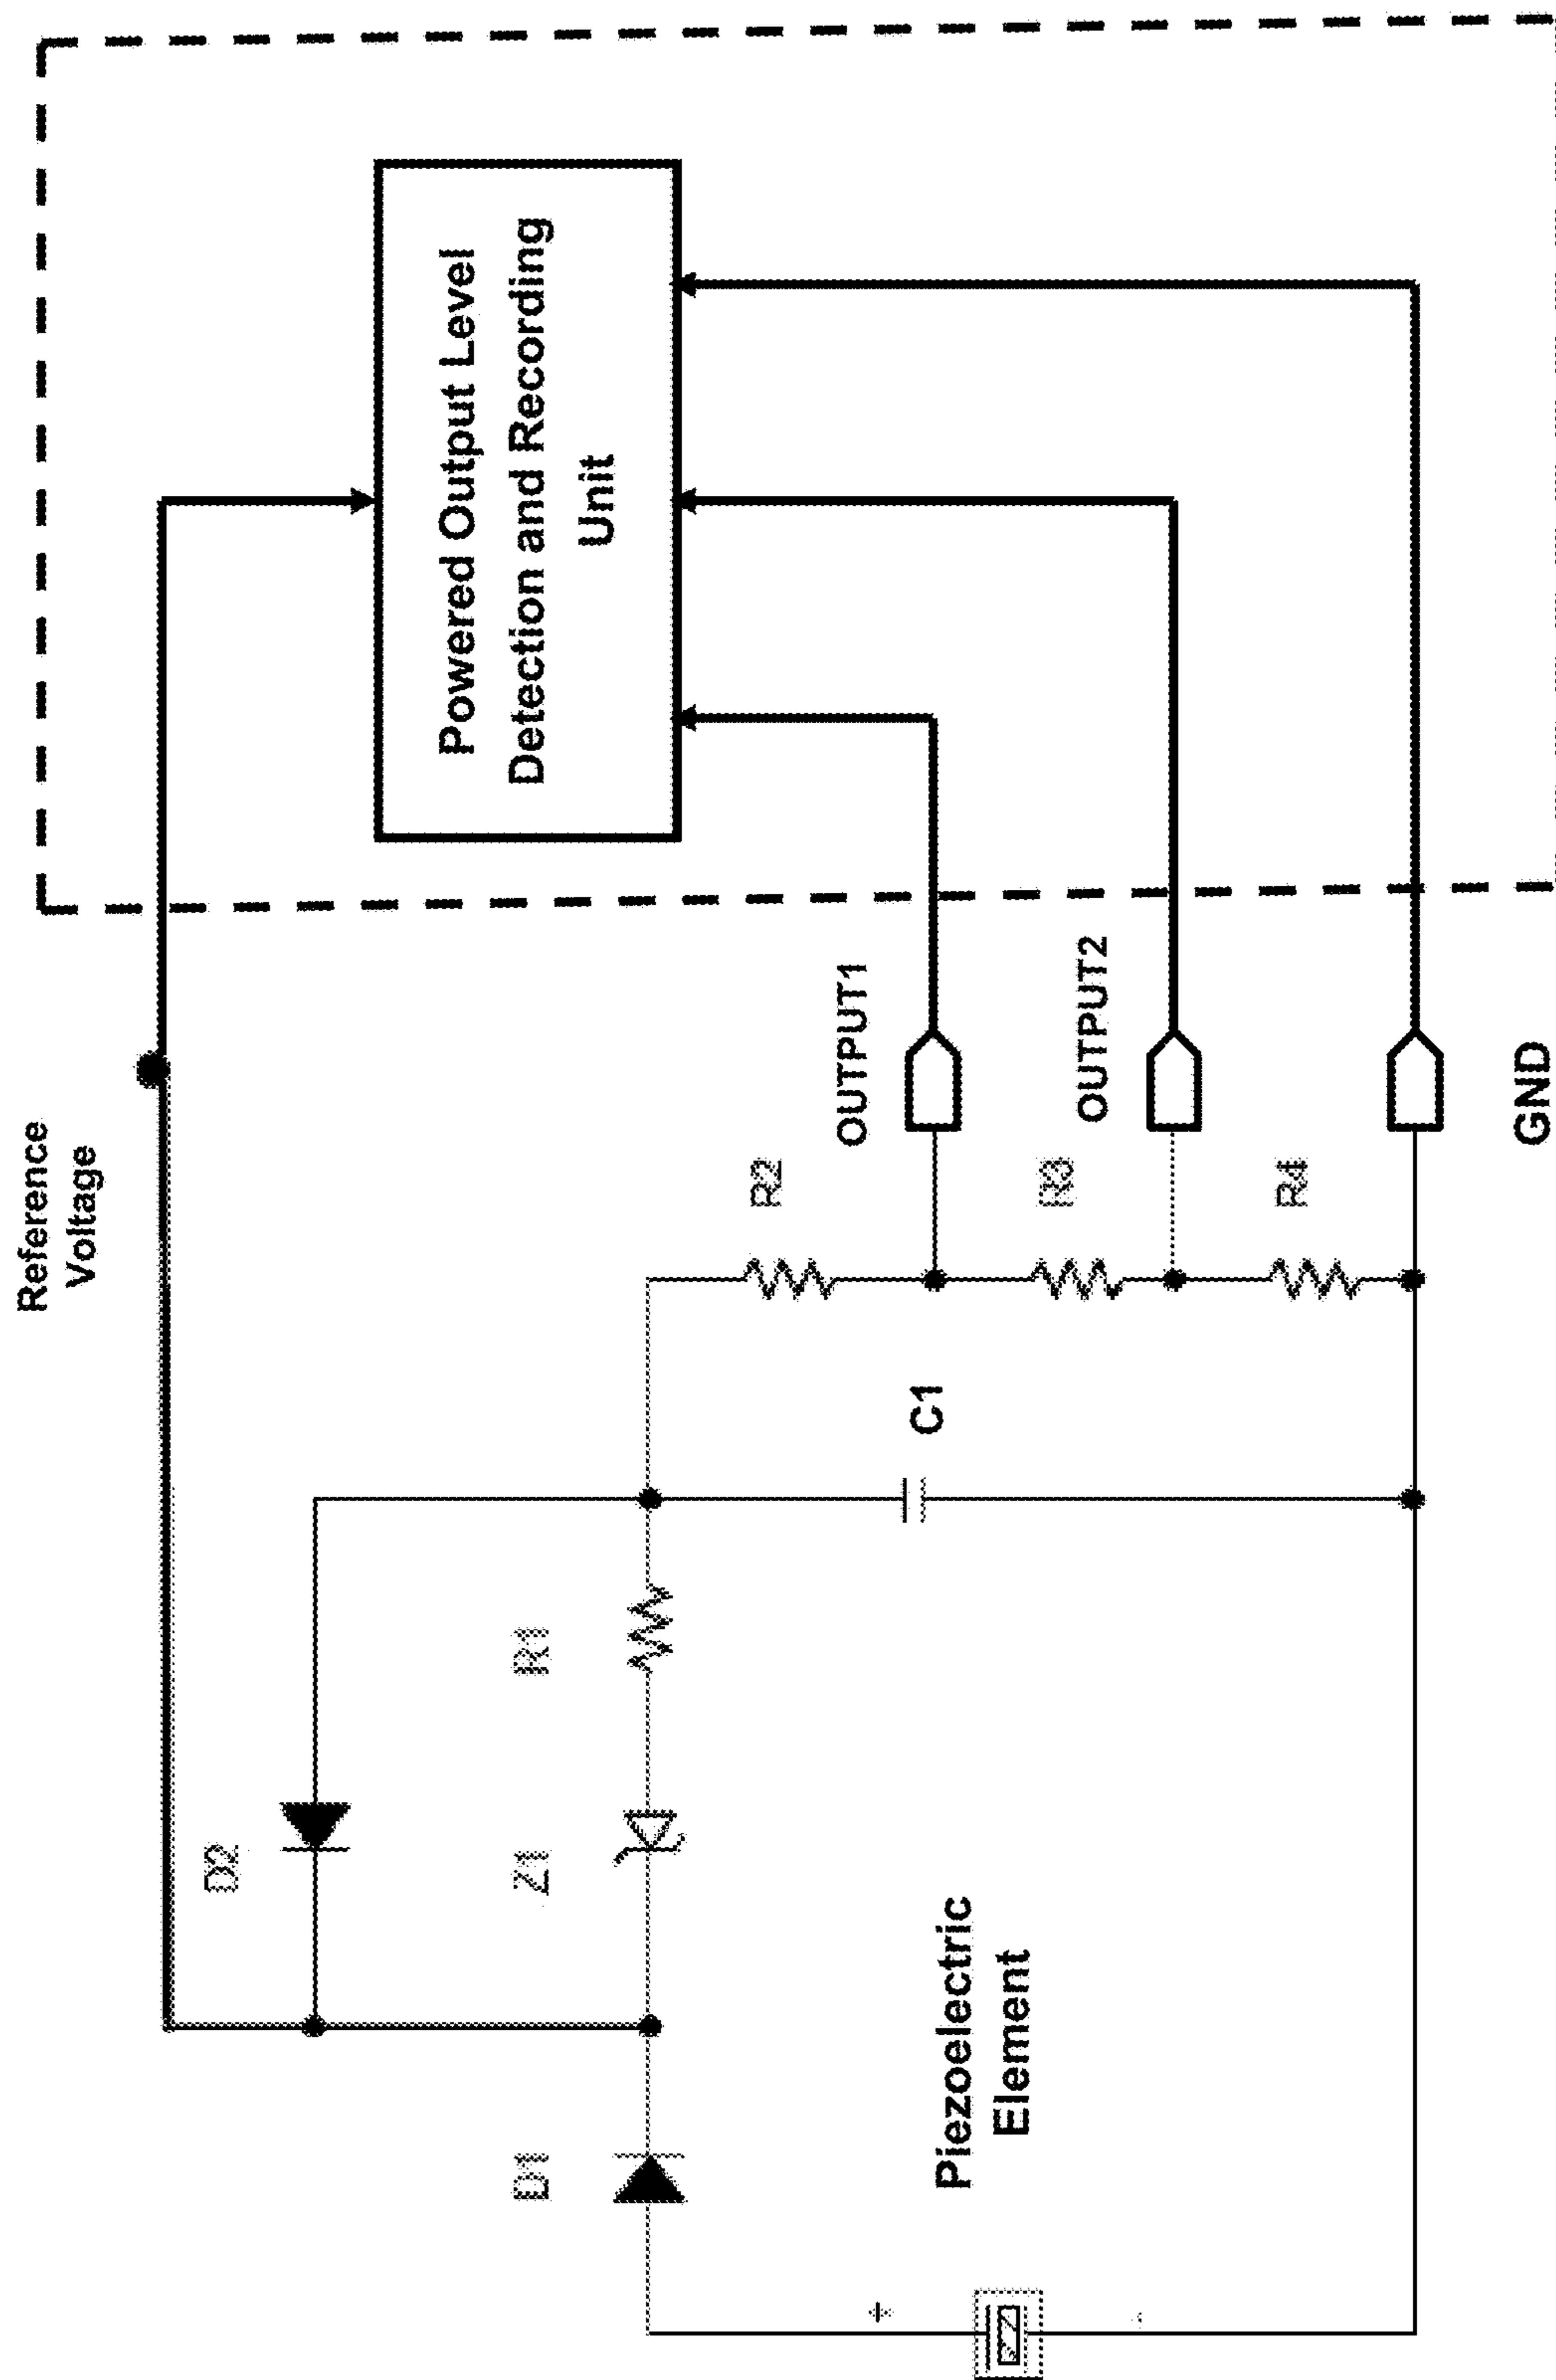 Reference
Voltage
Powered Output Level
Detection and Recording
Unit
D2
D1
Z1
R1
R2
OUTPUT1
C1
R3
OUTPUT2
R4
GND
Piezoelectric
Element
+
-